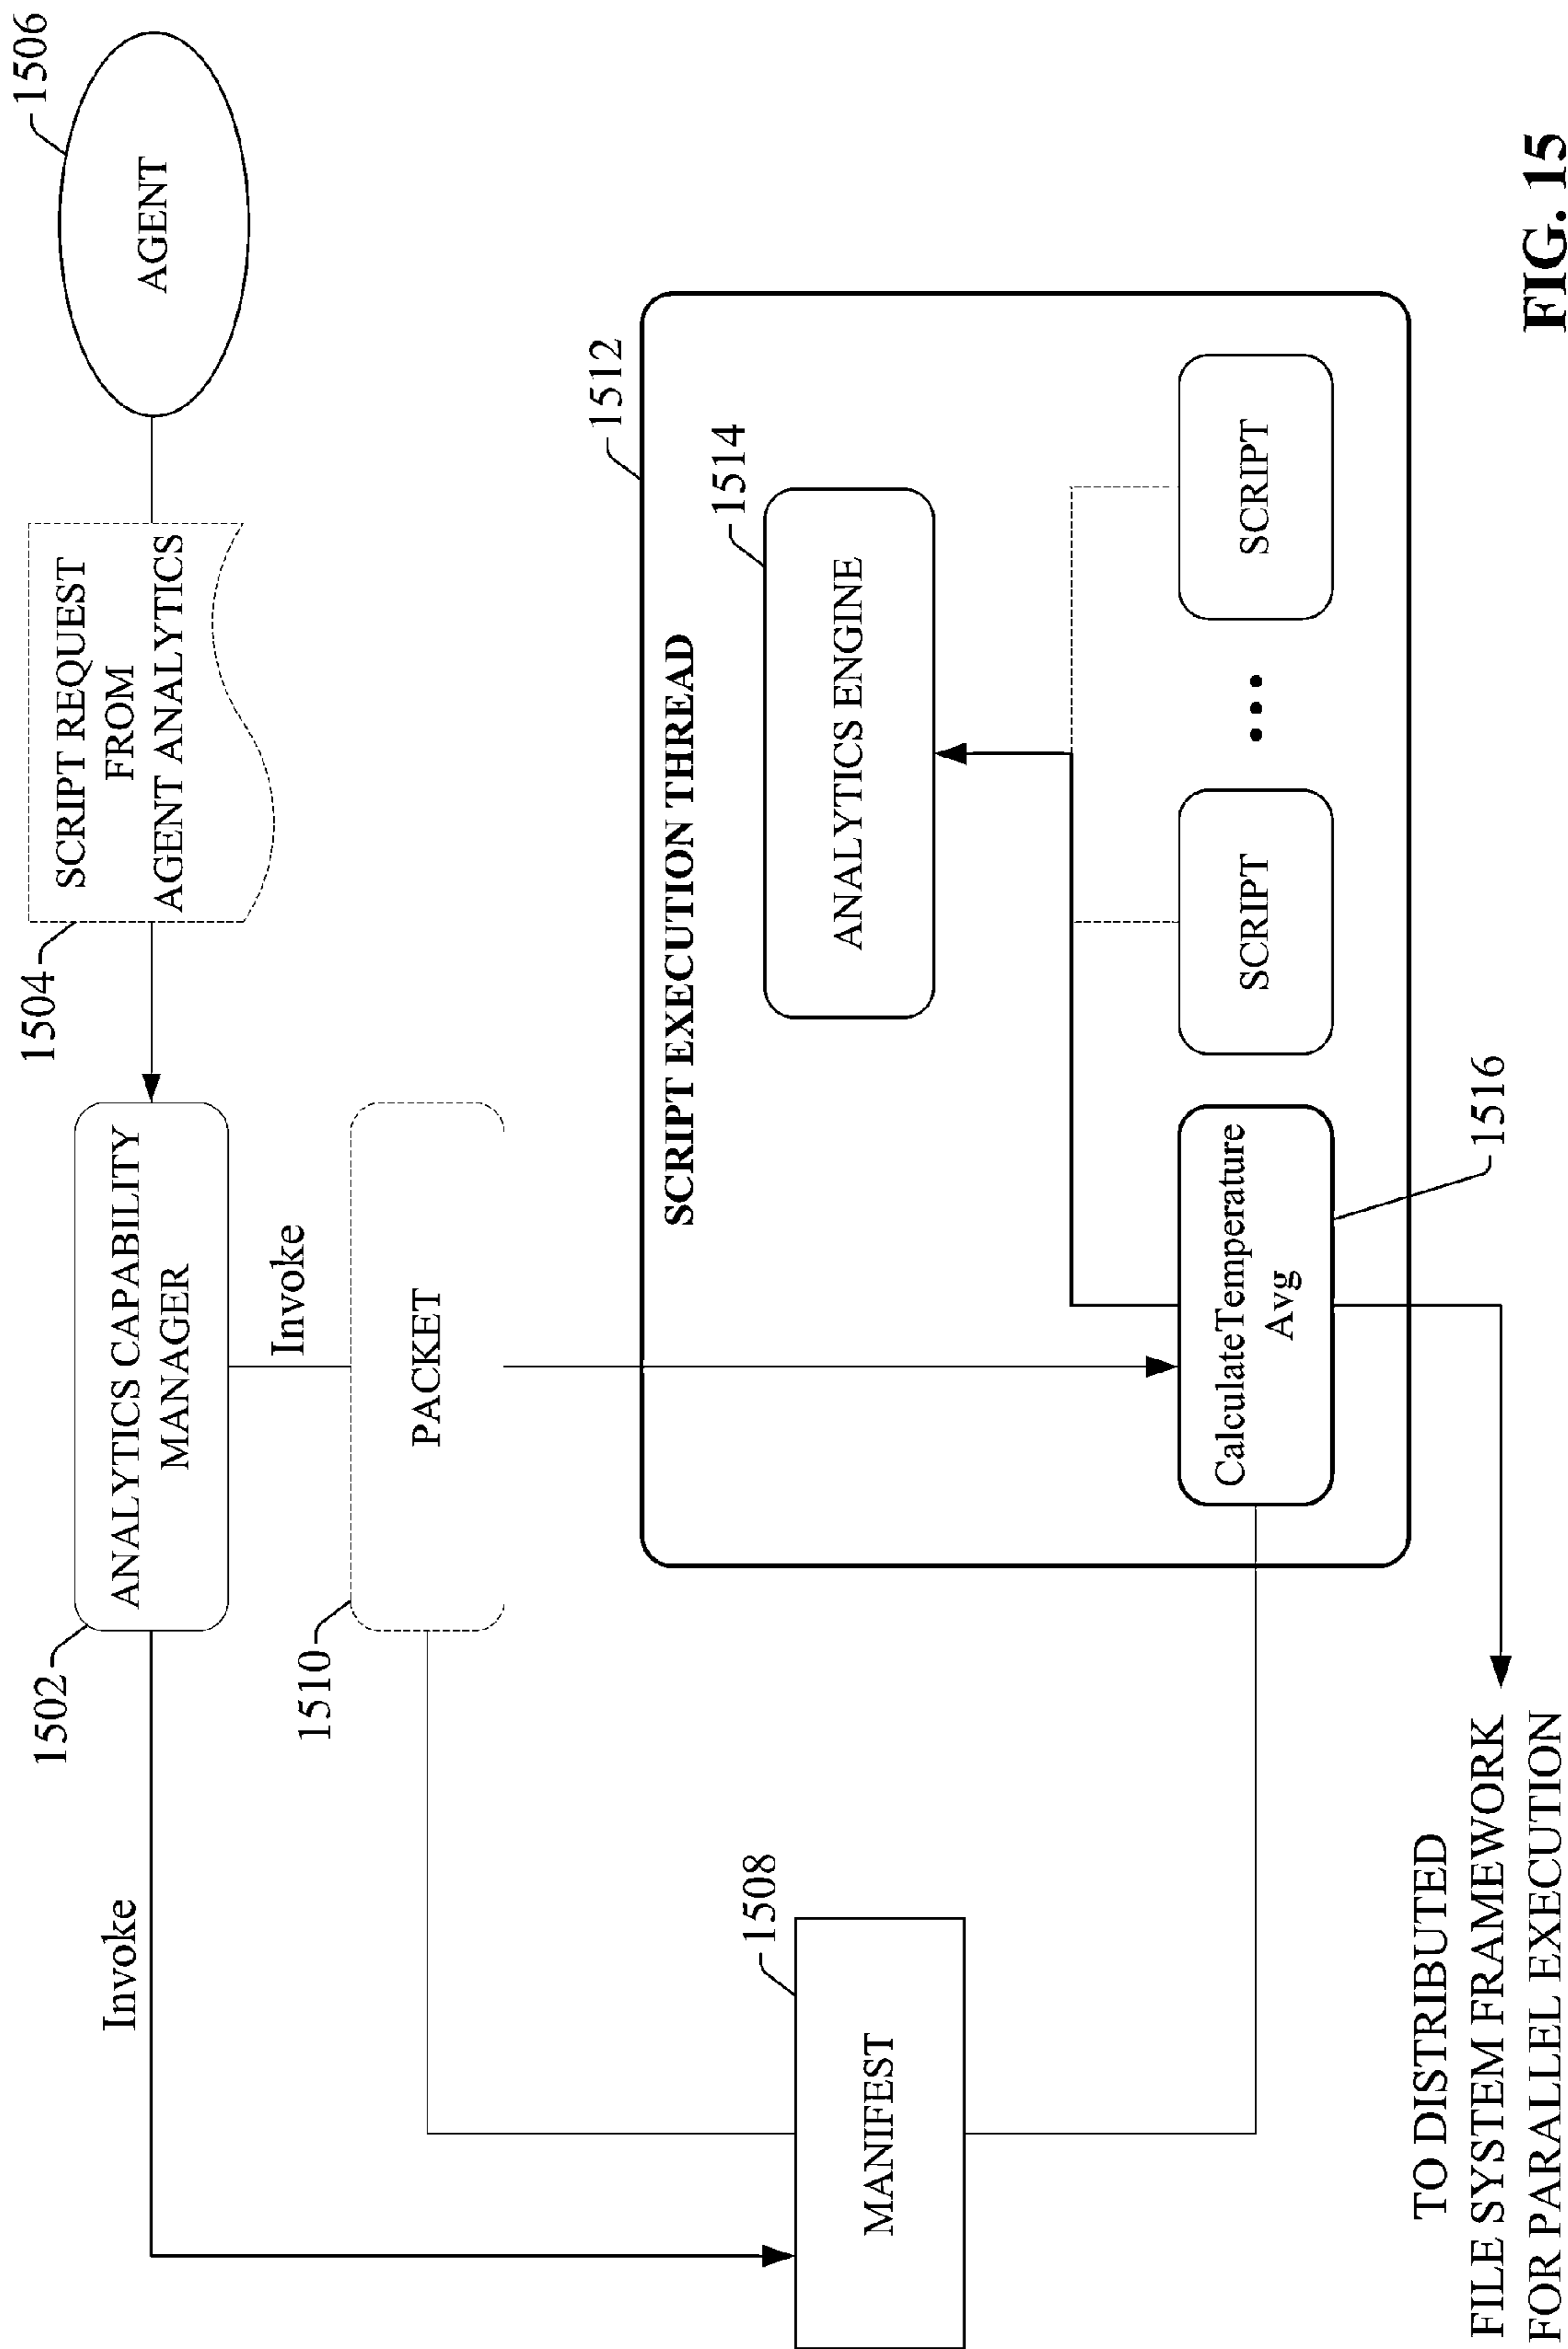 1506
AGENT
SCRIPT REQUEST
FROM
AGENT ANALYTICS
1504
ANALYTICS CAPABILITY
MANAGER
1502
Invoke
Invoke
PACKET
1510
MANIFEST
1508
1512
SCRIPT EXECUTION THREAD
1514
ANALYTICS ENGINE
CalculateTemperature
Avg
SCRIPT
...
SCRIPT
1516
TO DISTRIBUTED
FILE SYSTEM FRAMEWORK
FOR PARALLEL EXECUTION
FIG. 15